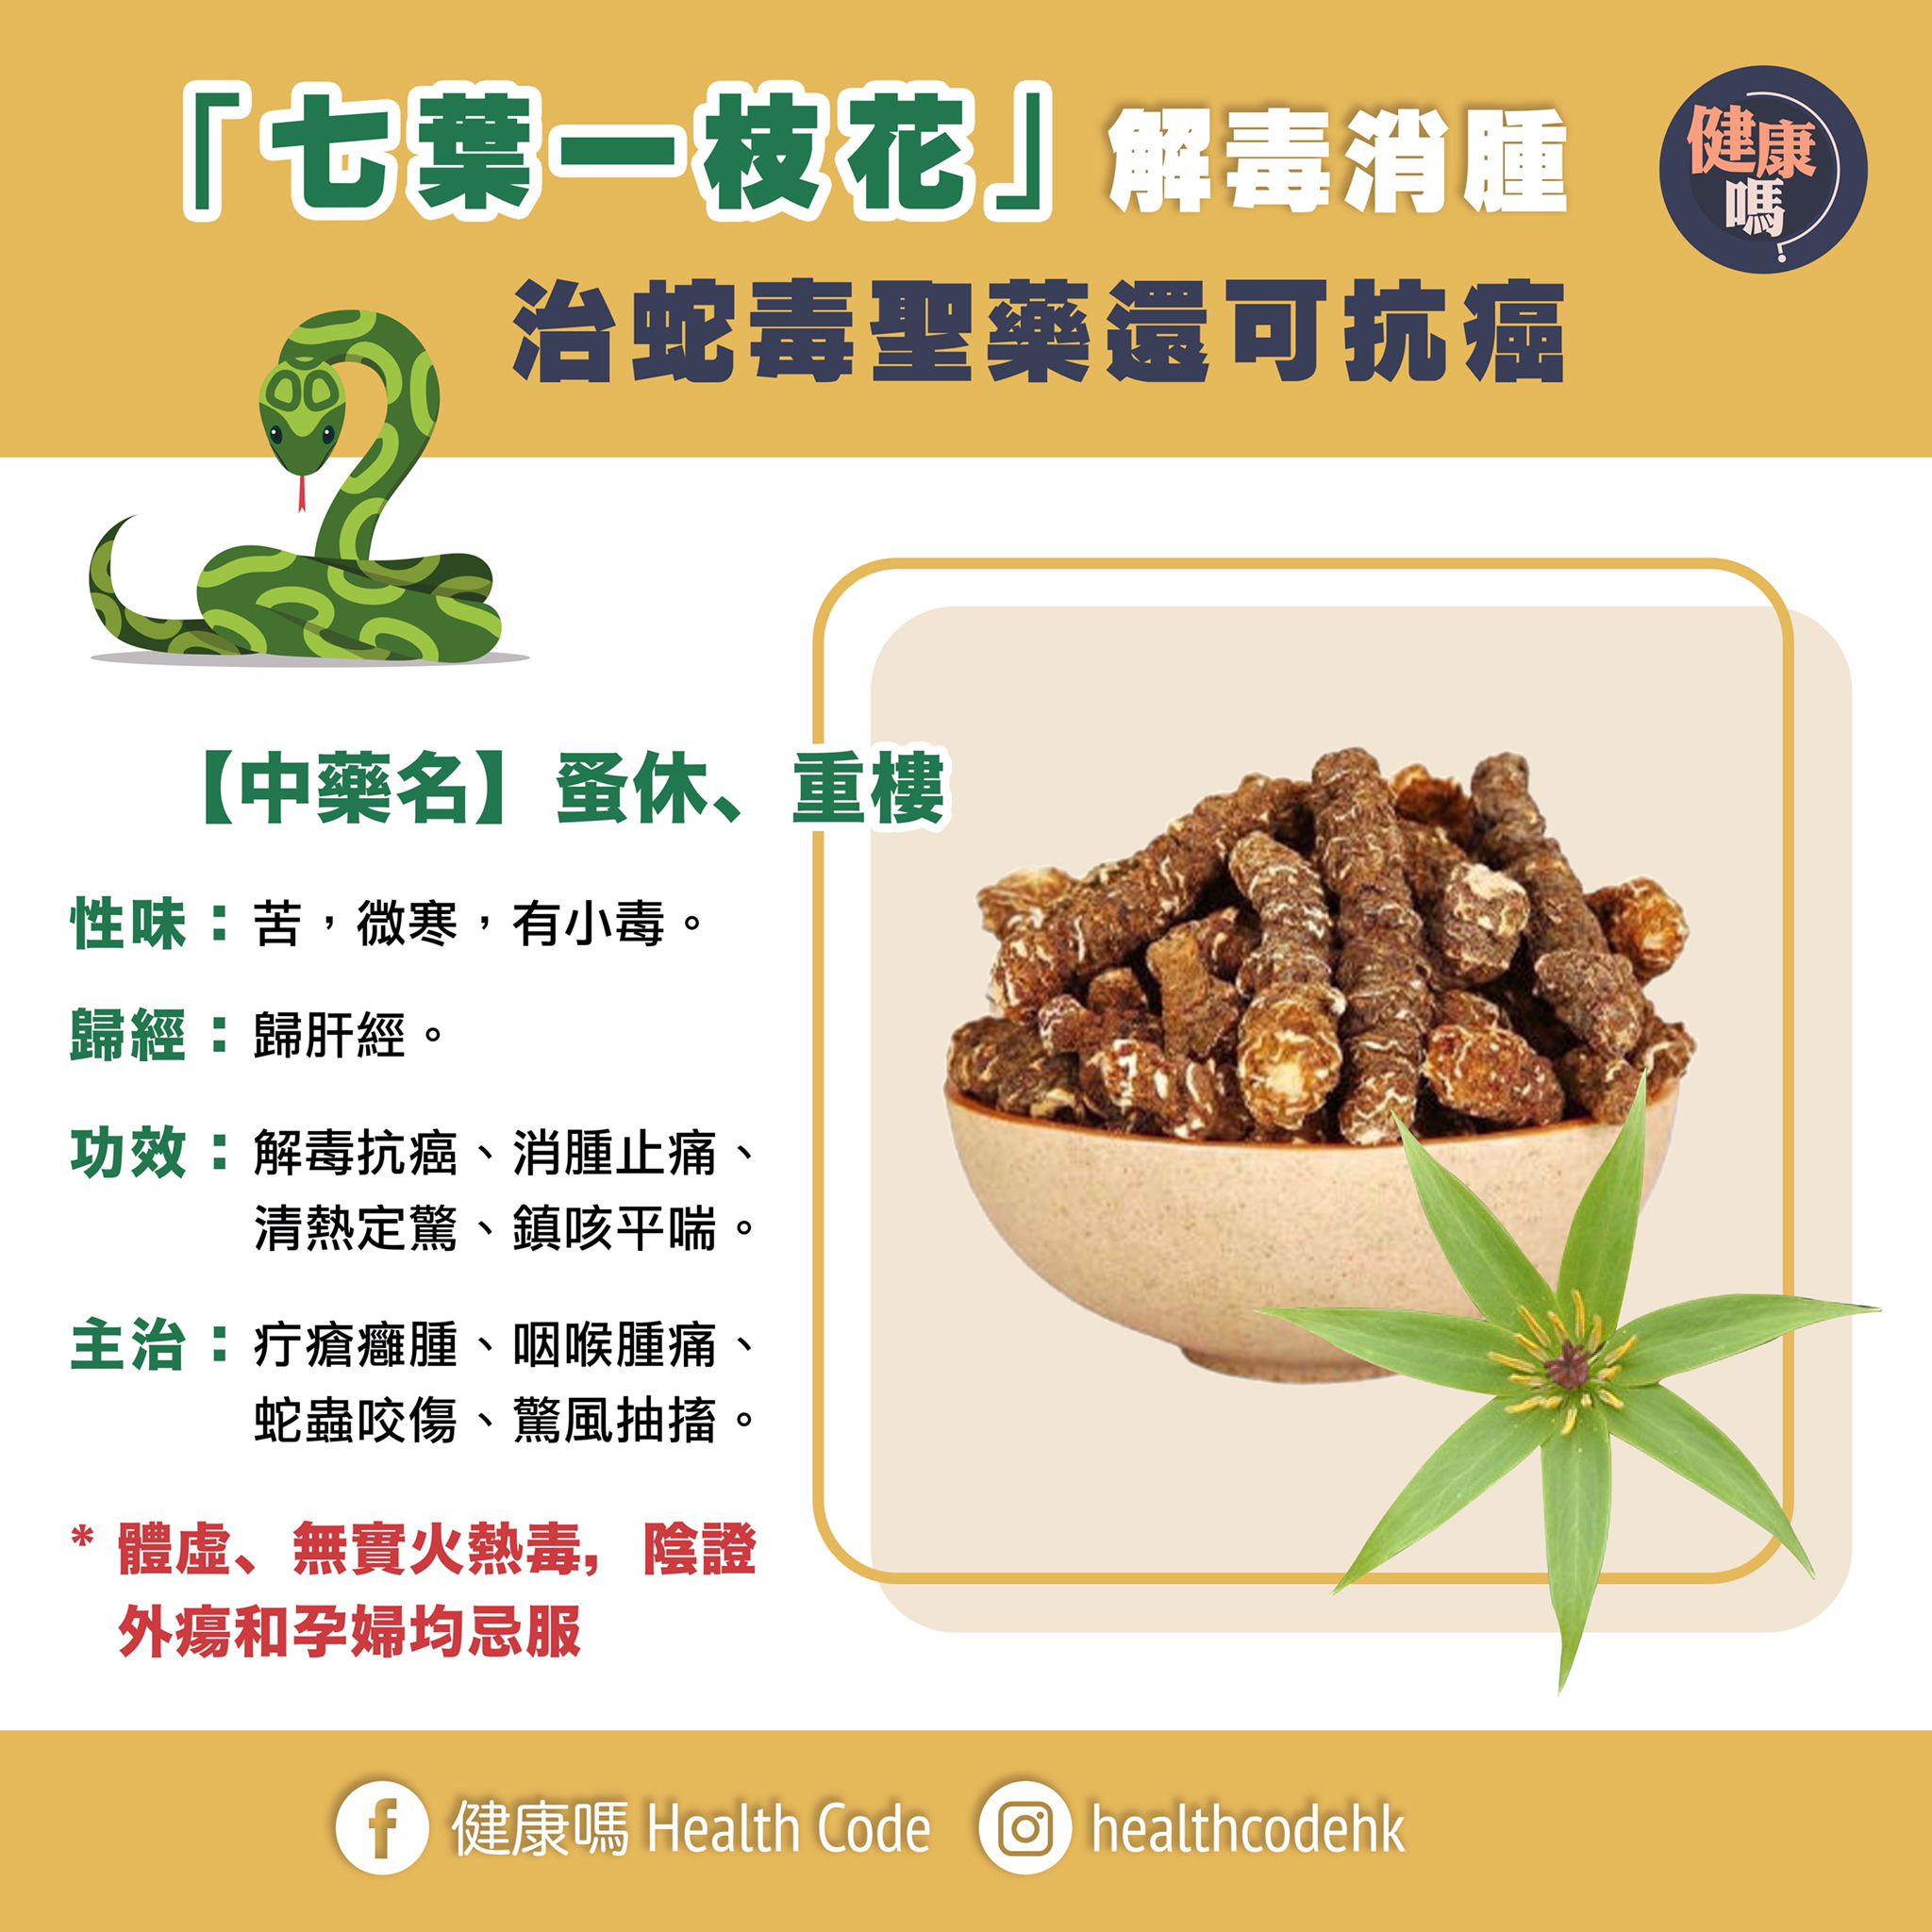 「七葉一枝花」解毒消腫
治蛇毒聖藥還可抗癌
健康
嗎?
【中藥名】蚤休、重樓
性味：苦，微寒，有小毒。
歸經：歸肝經。
功效：解毒抗癌、消腫止痛、
清熱定驚、鎮咳平喘。
主治：疔瘡癰腫、咽喉腫痛、
蛇蟲咬傷、驚風抽搐。
* 體虛、無實火熱毒，陰證
外瘍和孕婦均忌服
健康嗎 Health Code
healthcodehk